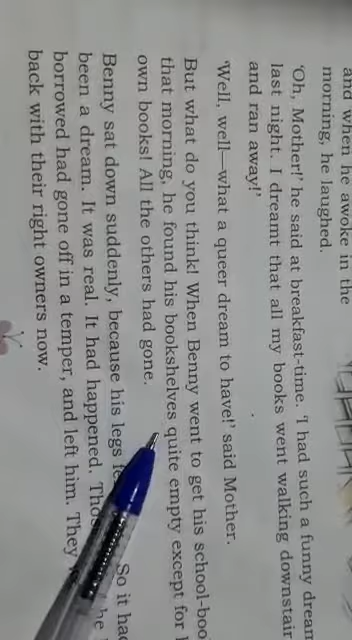 and when he awoke in the
morning, he laughed.
'Oh, Mother!' he said at breakfast-time. 'I had such a funny dream
last night. I dreamt that all my books went walking downstair
and ran away!'
'Well, well—what a queer dream to have!' said Mother.
But what do you think! When Benny went to get his school-boo
that morning, he found his bookshelves quite empty except for
own books! All the others had gone.
Benny sat down suddenly, because his legs So it had
been a dream. It was real. It had happened.
borrowed had gone off in a temper, and left him. They
back with their right owners now.